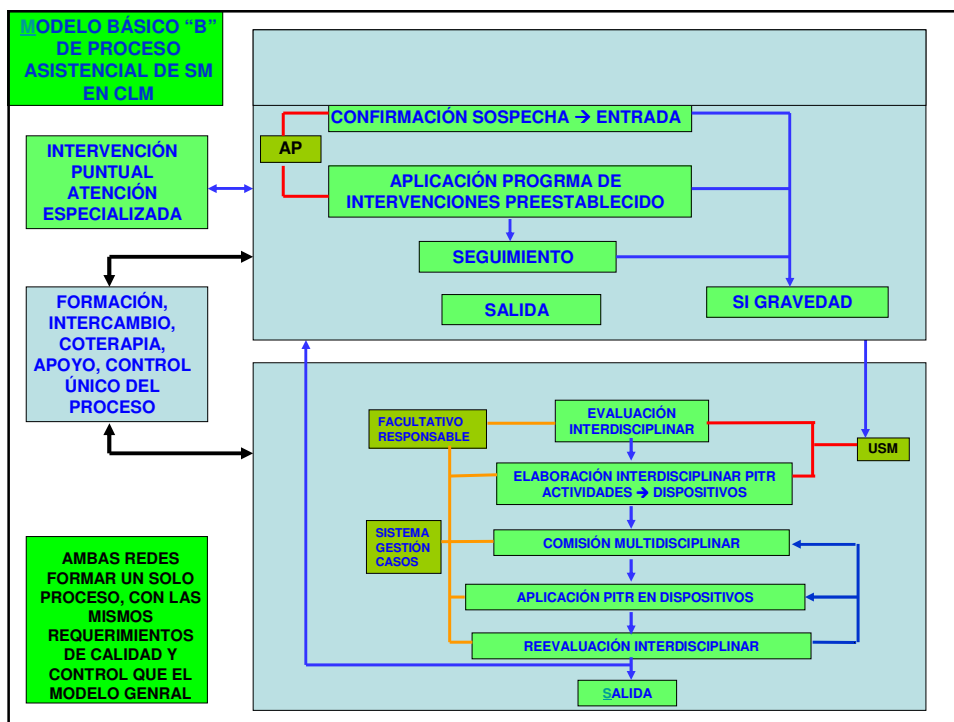 MODELO BÁSICO “B”
DE PROCESO
ASISTENCIAL DE SM
EN CLM
CONFIRMACIÓN SOSPECHA → ENTRADA
AP
INTERVENCIÓN
PUNTUAL
ATENCIÓN
ESPECIALIZADA
APLICACIÓN PROGRMA DE
INTERVENCIONES PREESTABLECIDO
SEGUIMIENTO
SALIDA
SI GRAVEDAD
FORMACIÓN,
INTERCAMBIO,
COTERAPIA,
APOYO, CONTROL
ÚNICO DEL
PROCESO
EVALUACIÓN
INTERDISCIPLINAR
FACULTATIVO
RESPONSABLE
USM
ELABORACIÓN INTERDISCIPLINAR PITR
ACTIVIDADES → DISPOSITIVOS
SISTEMA
GESTIÓN
CASOS
COMISIÓN MULTIDISCIPLINAR
APLICACIÓN PITR EN DISPOSITIVOS
REEVALUACIÓN INTERDISCIPLINAR
SALIDA
AMBAS REDES
FORMAR UN SOLO
PROCESO, CON LAS
MISMOS
REQUERIMIENTOS
DE CALIDAD Y
CONTROL QUE EL
MODELO GENRAL